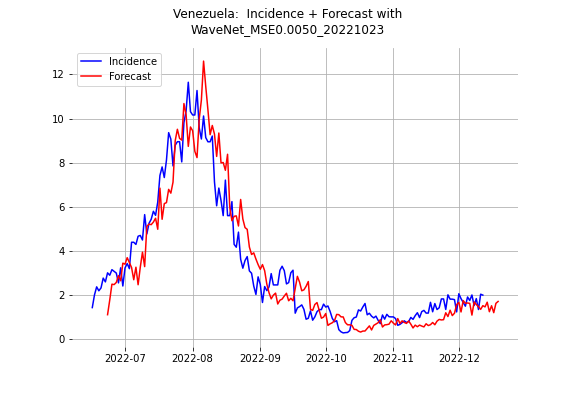 Venezuela:  Incidence + Forecast with
WaveNet_MSE0.0050_20221023
Incidence
Forecast
12
10
8
6
4
2
0
2022-07 2022-08 2022-09 2022-10 2022-11 2022-12